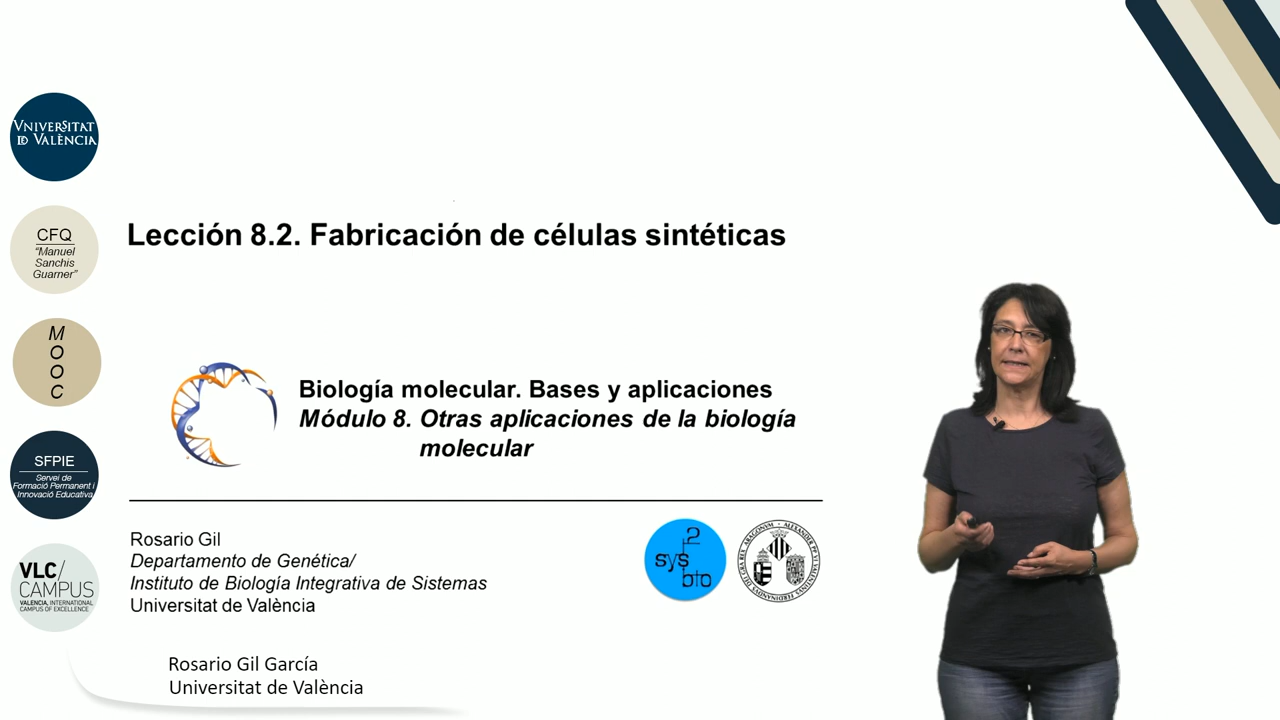 VNIVERSITAT
ID VALÈNCIA
CFQ
“Manuel
Sanchis
Guarner”
M
O
O
C
SFPIE
Servei de
Formació Permanent i
Innovació Educativa
VLC/
CAMPUS
VALENCIA, INTERNATIONAL
CAMPUS OF EXCELLENCE
Lección 8.2. Fabricación de células sintéticas
Biología molecular. Bases y aplicaciones
Módulo 8. Otras aplicaciones de la biología
molecular
Rosario Gil
Departamento de Genética/
Instituto de Biología Integrativa de Sistemas
Universitat de València
2
sys
bio
Rosario Gil García
Universitat de València